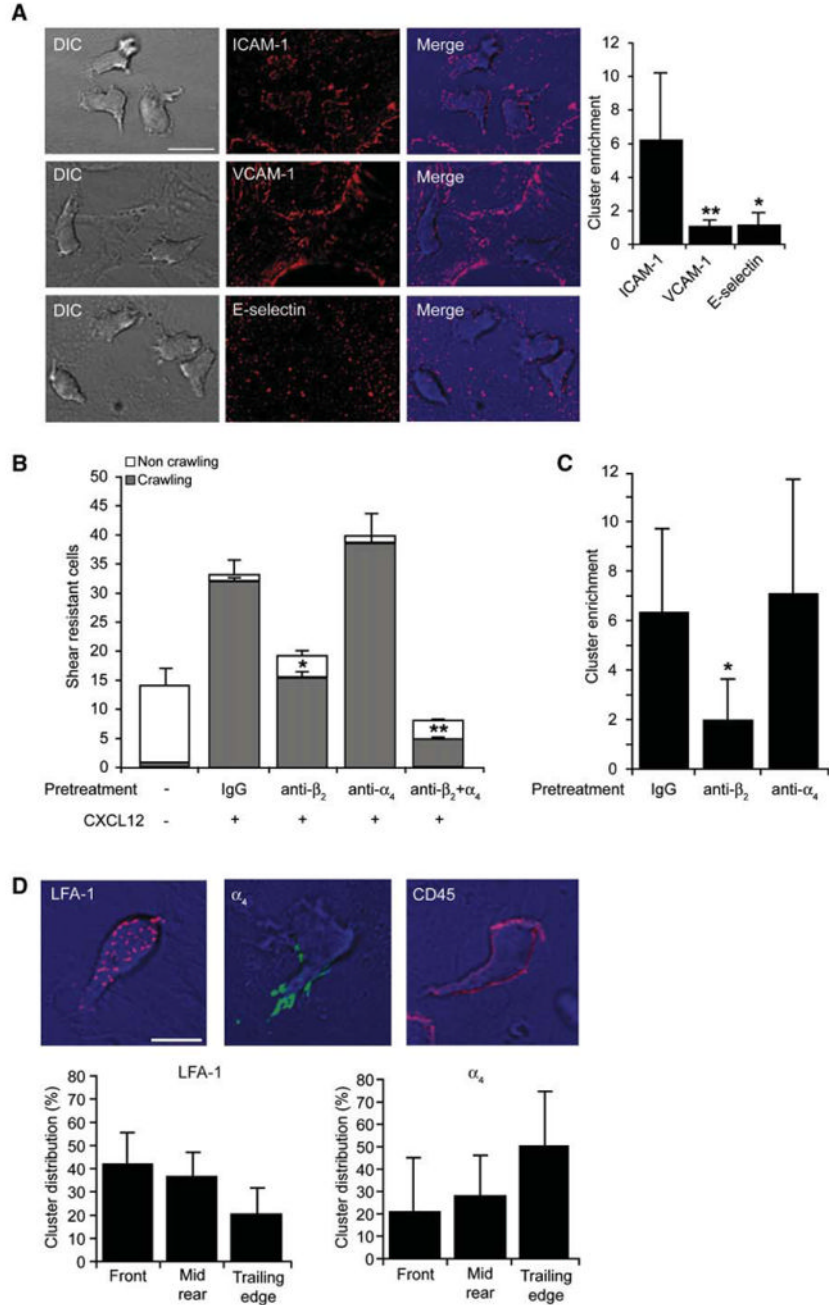 A
DIC
ICAM-1
Merge
DIC
VCAM-1
Merge
DIC
E-selectin
Merge
Cluster enrichment
12
10
8
6
4
2
0
ICAM-1
VCAM-1
E-selectin
**
*
B
Non crawling
Crawling
Shear resistant cells
50
45
40
35
30
25
20
15
10
5
0
*
**
Pretreatment - IgG anti-β₂ anti-α₄ anti-β₂+α₄
CXCL12 - + + + +
C
Cluster enrichment
12
10
8
6
4
2
0
*
Pretreatment IgG anti-β₂ anti-α₄
D
LFA-1
α₄
CD45
LFA-1
Cluster distribution (%)
80
70
60
50
40
30
20
10
0
Front
Mid rear
Trailing edge
α₄
Cluster distribution (%)
80
70
60
50
40
30
20
10
0
Front
Mid rear
Trailing edge